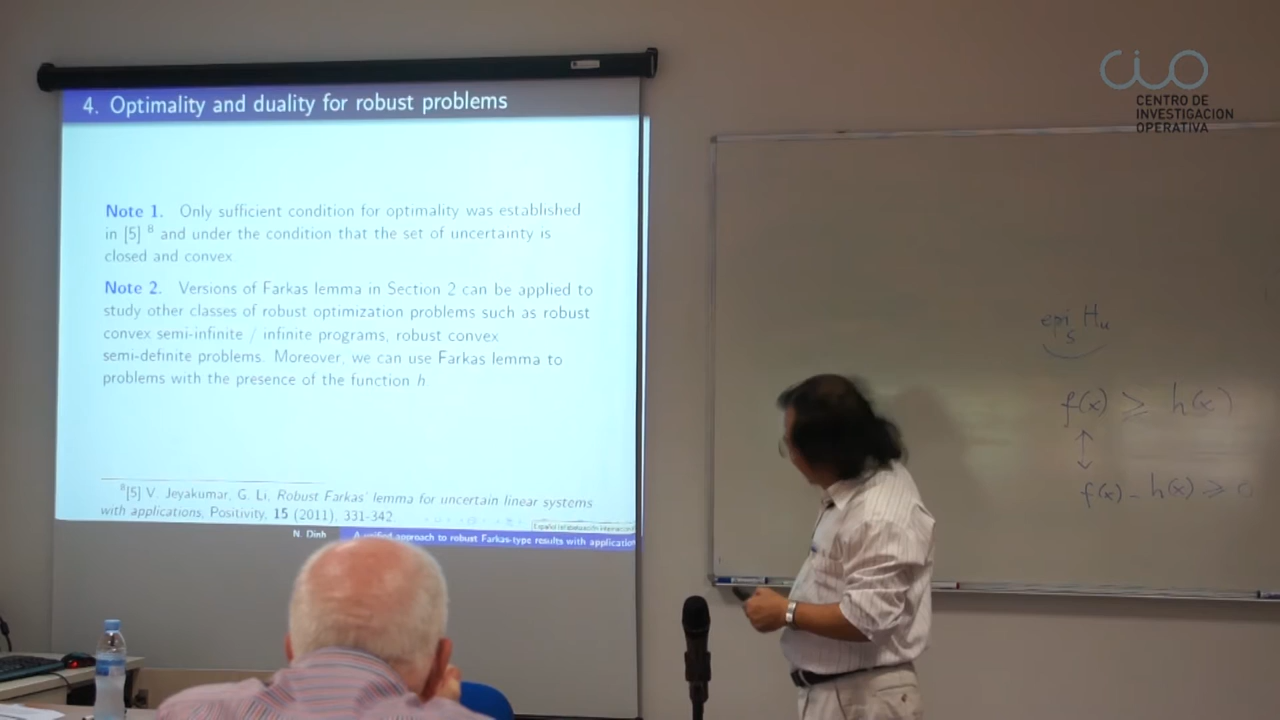 4. Optimality and duality for robust problems
Note 1. Only sufficient condition for optimality was established
in [5] 8 and under the condition that the set of uncertainty is
closed and convex.
Note 2. Versions of Farkas lemma in Section 2 can be applied to
study other classes of robust optimization problems such as robust
convex semi-infinite / infinite programs, robust convex
semi-definite problems. Moreover, we can use Farkas lemma to
problems with the presence of the function h
8[5] V. Jeyakumar, G. Li, Robust Farkas' lemma for uncertain linear systems
with applications, Positivity, 15 (2011), 331-342
N. Dinh
A unified approach to robust Farkas-type results with application
CIO
CENTRO DE
INVESTIGACION
OPERATIVA
epi S Hu
f(x) ⩾ h(x)
↕
f(x) - h(x) ⩾ 0